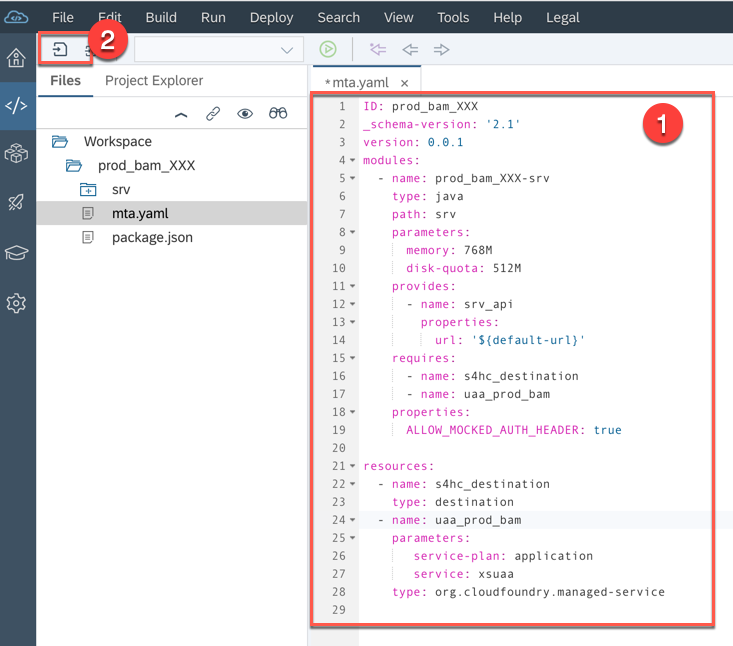 File Edit Build Run Deploy Search View Tools Help Legal
2
Files Project Explorer
*mta.yaml ×
Workspace
prod_bam_XXX
srv
mta.yaml
package.json
1
1 ID: prod_bam_XXX
2 _schema-version: '2.1'
3 version: 0.0.1
4 modules:
5 - name: prod_bam_XXX-srv
6 type: java
7 path: srv
8 parameters:
9 memory: 768M
10 disk-quota: 512M
11 provides:
12 - name: srv_api
13 properties:
14 url: '${default-url}'
15 requires:
16 - name: s4hc_destination
17 - name: uaa_prod_bam
18 properties:
19 ALLOW_MOCKED_AUTH_HEADER: true
20
21 resources:
22 - name: s4hc_destination
23 type: destination
24 - name: uaa_prod_bam
25 parameters:
26 service-plan: application
27 service: xsuaa
28 type: org.cloudfoundry.managed-service
29